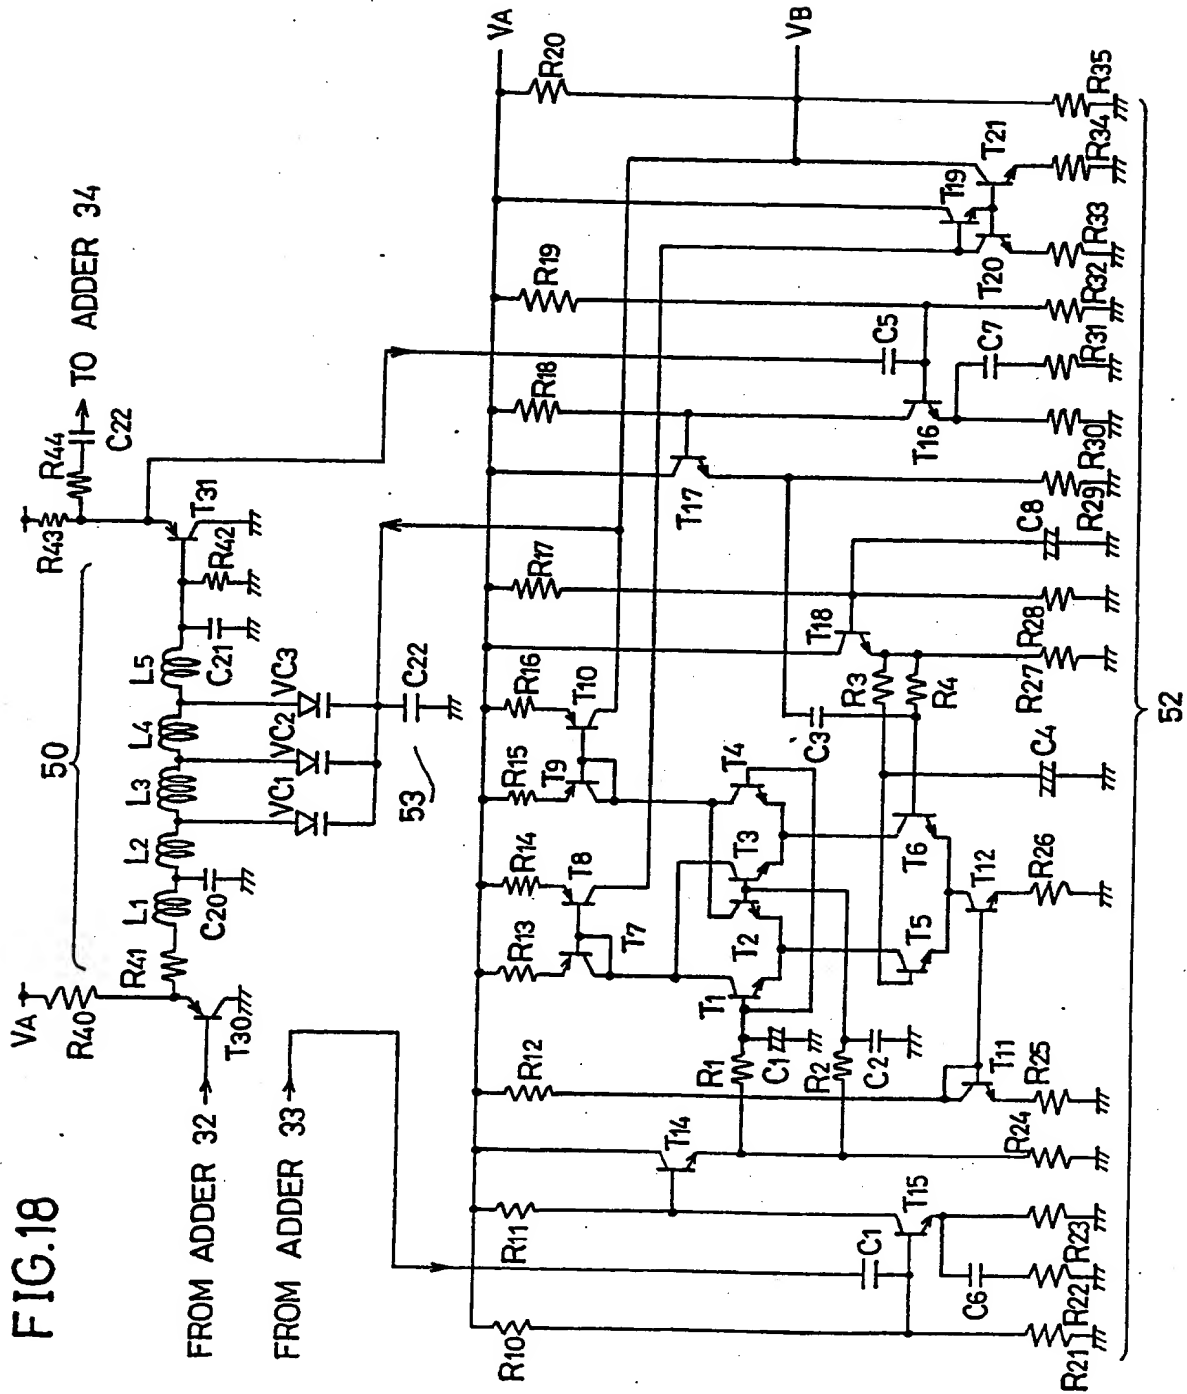 FIG.18
50
VA
R40
R41
L1
L2
L3
L4
L5
R43
R44
C22
TO ADDER 34
T30
C20
VC1
VC2
VC3
C21
R42
T31
FROM ADDER 32
FROM ADDER 33
53
C22
VA
R10
R11
R12
R13
R14
R15
R16
R17
R18
R19
R20
T7
T8
T9
T10
T17
VB
T14
R1
C1
R2
C2
T1
T2
T3
T4
C3
R3
R4
T18
T16
C5
C7
T19
T20
T21
C1
T15
C6
T11
T5
T6
T12
C4
C8
R21
R22
R23
R24
R25
R26
R27
R28
R29
R30
R31
R32
R33
R34
R35
52